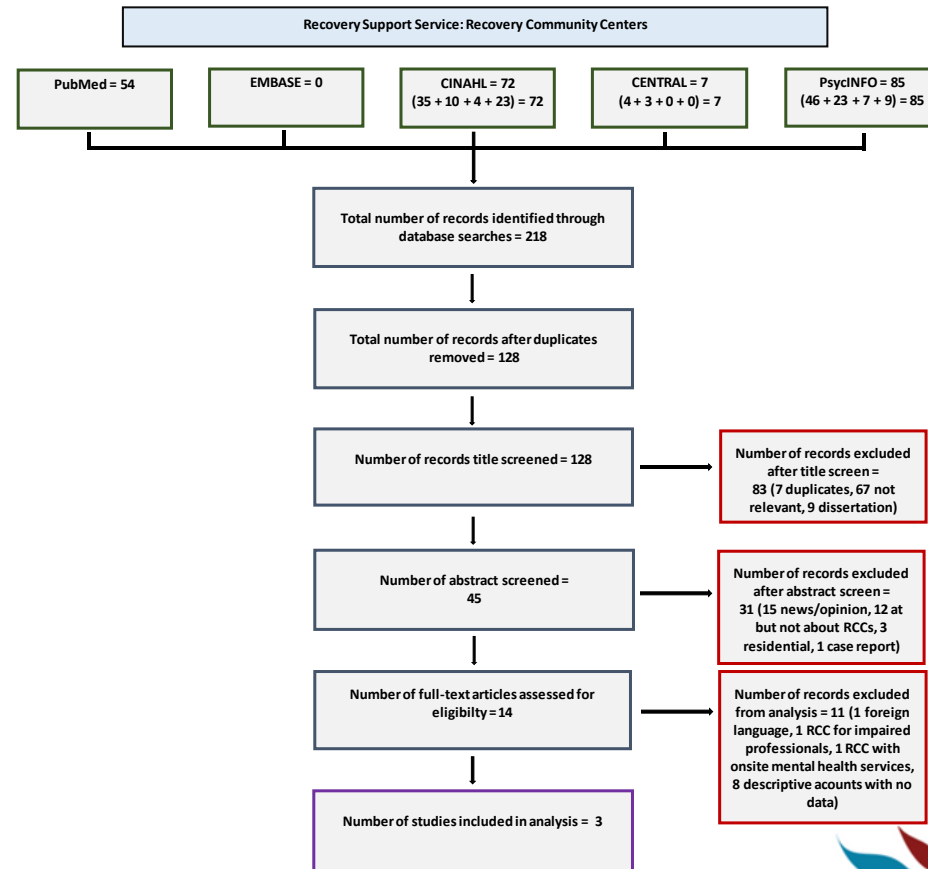 Recovery Support Service: Recovery Community Centers
PubMed = 54
EMBASE = 0
CINAHL = 72
(35 + 10 + 4 + 23) = 72
CENTRAL = 7
(4 + 3 + 0 + 0) = 7
PsycINFO = 85
(46 + 23 + 7 + 9) = 85
Total number of records identified through
database searches = 218
Total number of records after duplicates
removed = 128
Number of records title screened = 128
Number of records excluded
after title screen =
83 (7 duplicates, 67 not
relevant, 9 dissertation)
Number of abstract screened =
45
Number of records excluded
after abstract screen =
31 (15 news/opinion, 12 at
but not about RCCs, 3
residential, 1 case report)
Number of full-text articles assessed for
eligibilty = 14
Number of records excluded
from analysis = 11 (1 foreign
language, 1 RCC for impaired
professionals, 1 RCC with
onsite mental health services,
8 descriptive acounts with no
data)
Number of studies included in analysis = 3